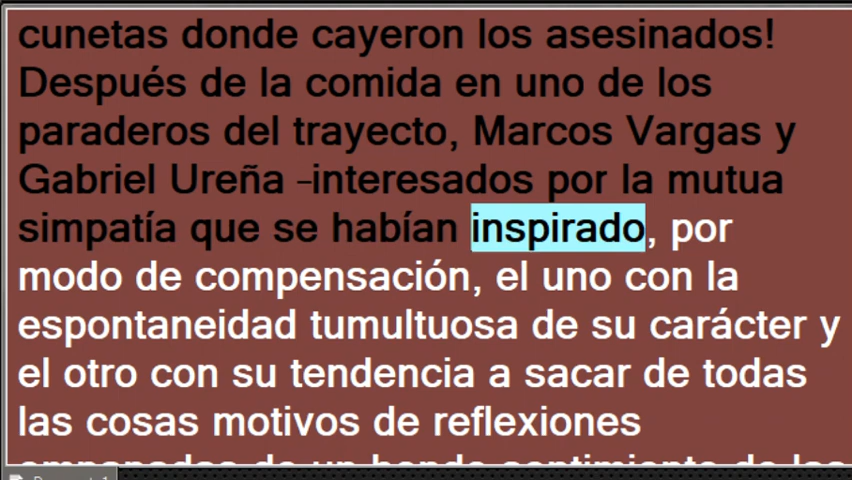 cunetas donde cayeron los asesinados!
Después de la comida en uno de los
paraderos del trayecto, Marcos Vargas y
Gabriel Ureña –interesados por la mutua
simpatía que se habían inspirado, por
modo de compensación, el uno con la
espontaneidad tumultuosa de su carácter y
el otro con su tendencia a sacar de todas
las cosas motivos de reflexiones